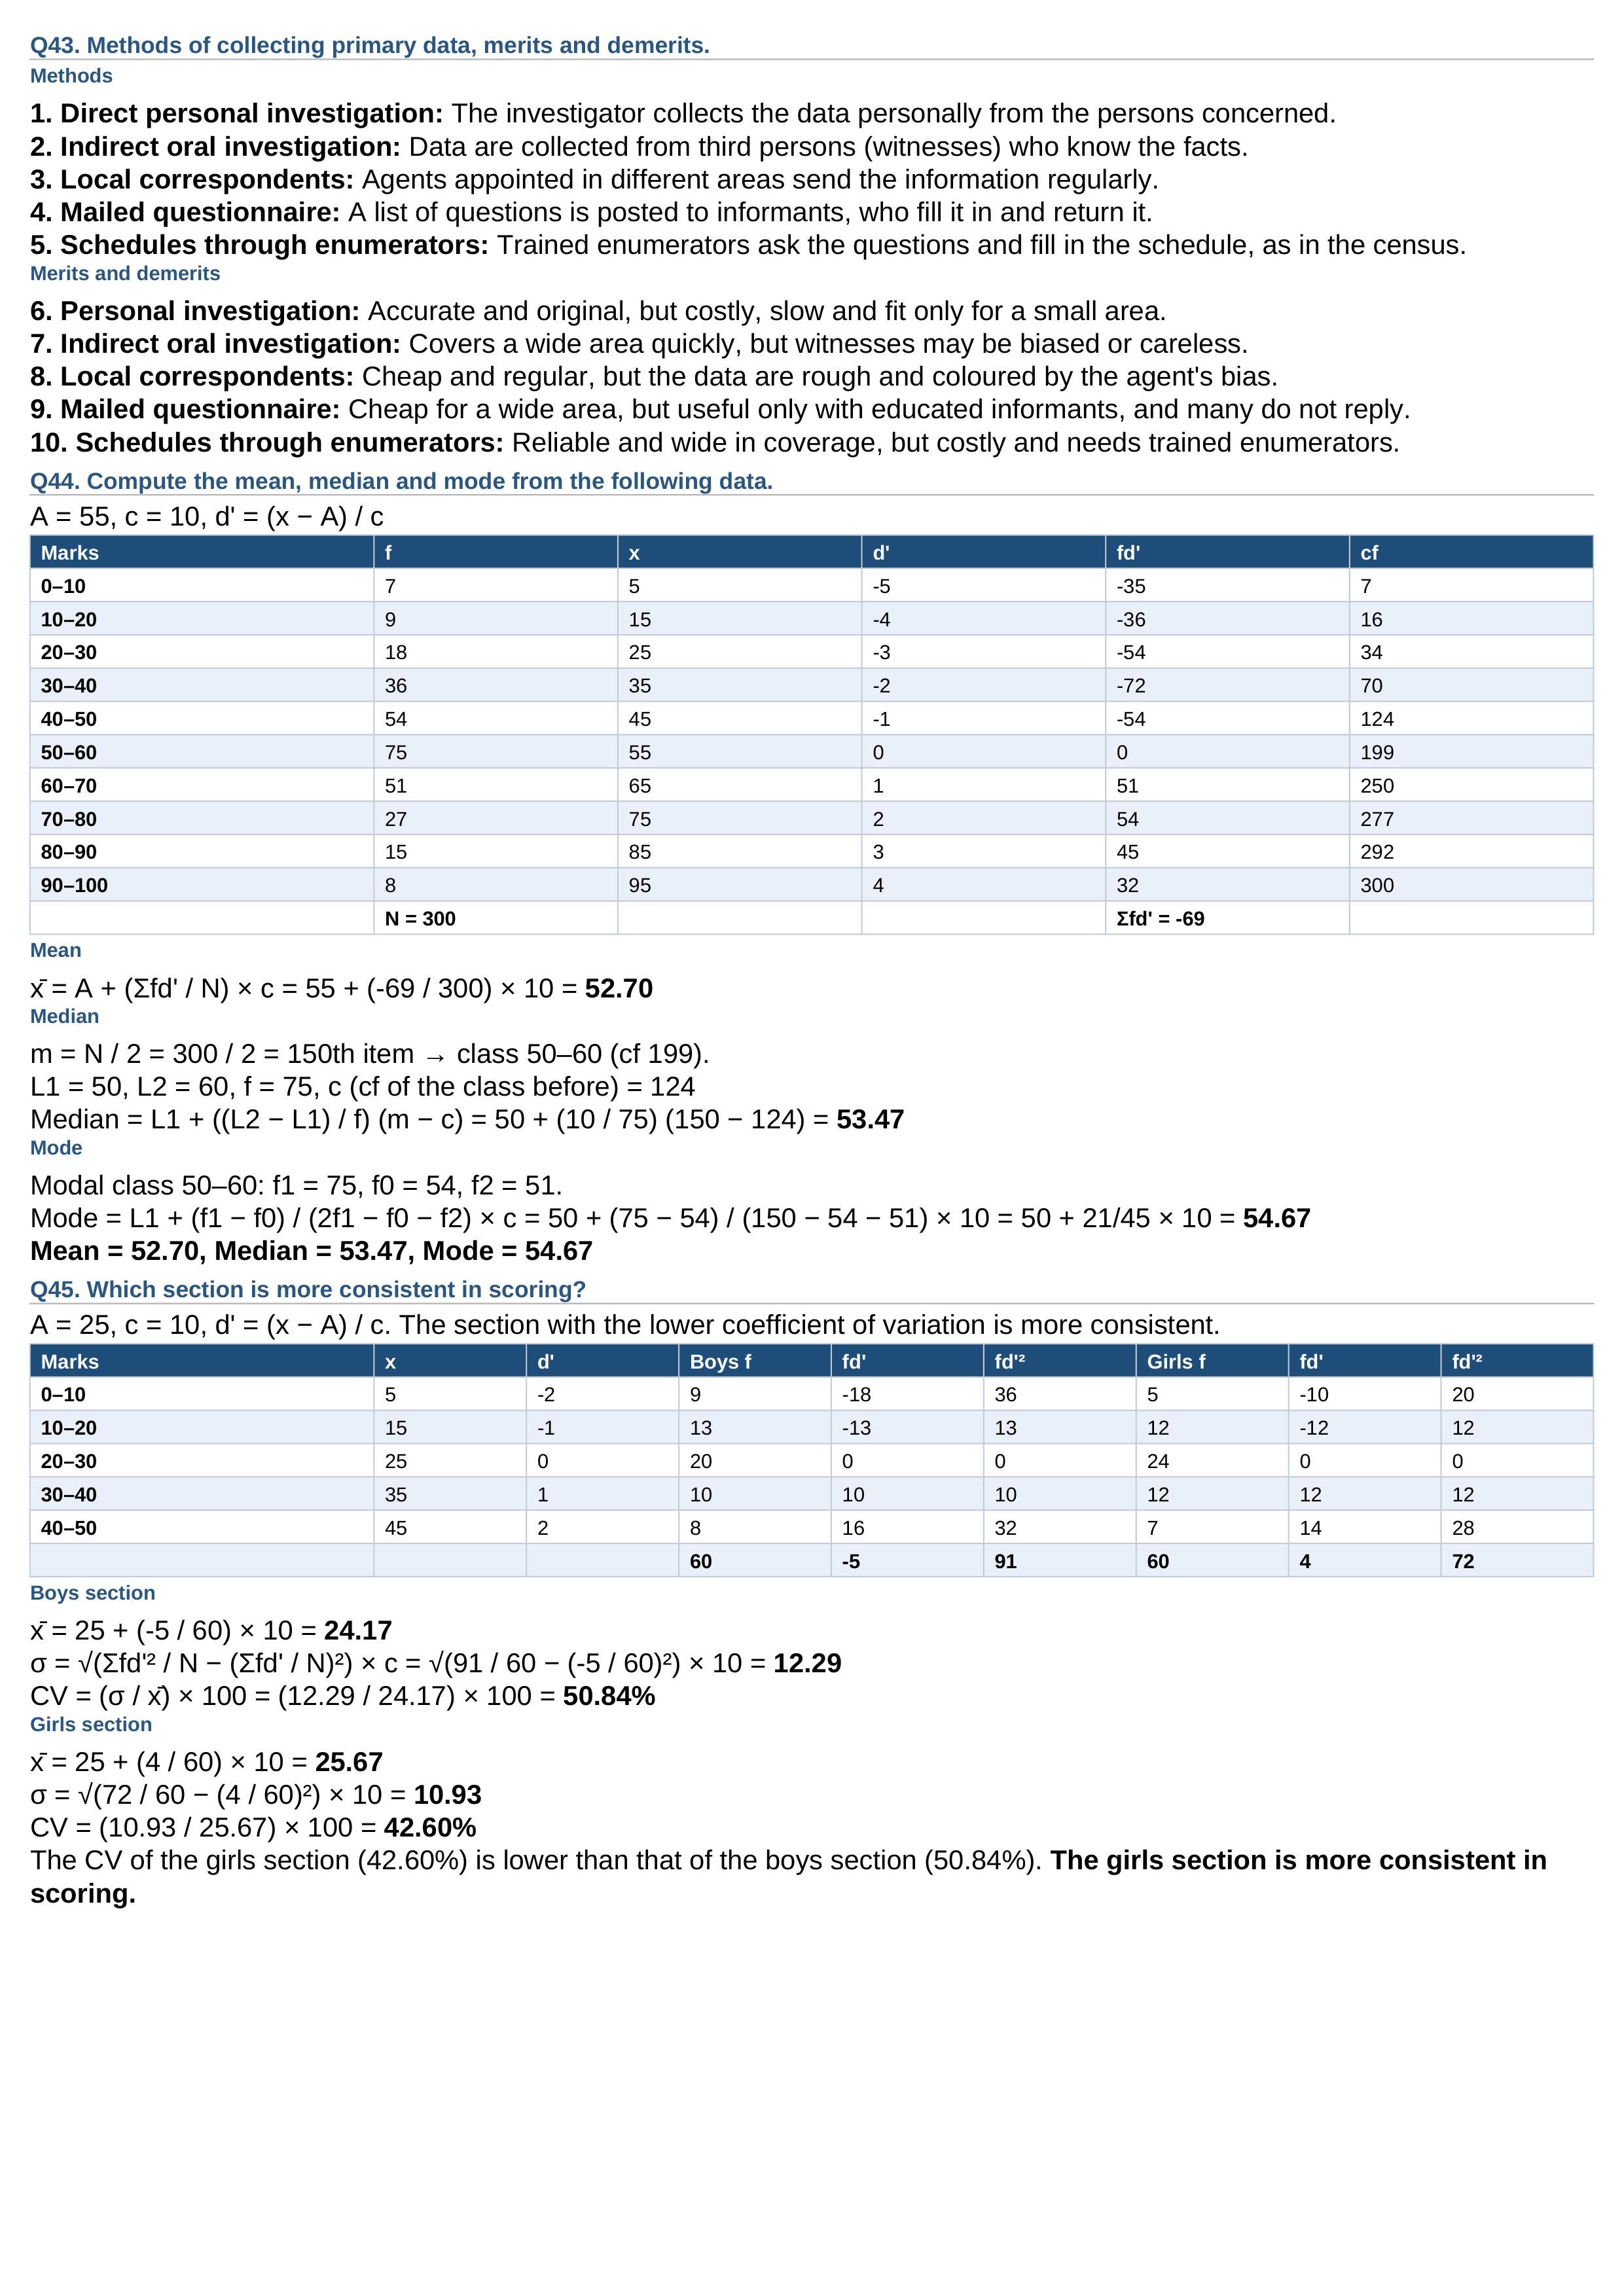 Q43. Methods of collecting primary data, merits and demerits.
Methods
1. Direct personal investigation: The investigator collects the data personally from the persons concerned.
2. Indirect oral investigation: Data are collected from third persons (witnesses) who know the facts.
3. Local correspondents: Agents appointed in different areas send the information regularly.
4. Mailed questionnaire: A list of questions is posted to informants, who fill it in and return it.
5. Schedules through enumerators: Trained enumerators ask the questions and fill in the schedule, as in the census.
Merits and demerits
6. Personal investigation: Accurate and original, but costly, slow and fit only for a small area.
7. Indirect oral investigation: Covers a wide area quickly, but witnesses may be biased or careless.
8. Local correspondents: Cheap and regular, but the data are rough and coloured by the agent's bias.
9. Mailed questionnaire: Cheap for a wide area, but useful only with educated informants, and many do not reply.
10. Schedules through enumerators: Reliable and wide in coverage, but costly and needs trained enumerators.
Q44. Compute the mean, median and mode from the following data.
A = 55, c = 10, d' = (x − A) / c
Marks f x d' fd' cf
0–10 7 5 -5 -35 7
10–20 9 15 -4 -36 16
20–30 18 25 -3 -54 34
30–40 36 35 -2 -72 70
40–50 54 45 -1 -54 124
50–60 75 55 0 0 199
60–70 51 65 1 51 250
70–80 27 75 2 54 277
80–90 15 85 3 45 292
90–100 8 95 4 32 300
N = 300 Σfd' = -69
Mean
x̄ = A + (Σfd' / N) × c = 55 + (-69 / 300) × 10 = 52.70
Median
m = N / 2 = 300 / 2 = 150th item → class 50–60 (cf 199).
L1 = 50, L2 = 60, f = 75, c (cf of the class before) = 124
Median = L1 + ((L2 − L1) / f) (m − c) = 50 + (10 / 75) (150 − 124) = 53.47
Mode
Modal class 50–60: f1 = 75, f0 = 54, f2 = 51.
Mode = L1 + (f1 − f0) / (2f1 − f0 − f2) × c = 50 + (75 − 54) / (150 − 54 − 51) × 10 = 50 + 21/45 × 10 = 54.67
Mean = 52.70, Median = 53.47, Mode = 54.67
Q45. Which section is more consistent in scoring?
A = 25, c = 10, d' = (x − A) / c. The section with the lower coefficient of variation is more consistent.
Marks x d' Boys f fd' fd'² Girls f fd' fd'²
0–10 5 -2 9 -18 36 5 -10 20
10–20 15 -1 13 -13 13 12 -12 12
20–30 25 0 20 0 0 24 0 0
30–40 35 1 10 10 10 12 12 12
40–50 45 2 8 16 32 7 14 28
60 -5 91 60 4 72
Boys section
x̄ = 25 + (-5 / 60) × 10 = 24.17
σ = √(Σfd'² / N − (Σfd' / N)²) × c = √(91 / 60 − (-5 / 60)²) × 10 = 12.29
CV = (σ / x̄) × 100 = (12.29 / 24.17) × 100 = 50.84%
Girls section
x̄ = 25 + (4 / 60) × 10 = 25.67
σ = √(72 / 60 − (4 / 60)²) × 10 = 10.93
CV = (10.93 / 25.67) × 100 = 42.60%
The CV of the girls section (42.60%) is lower than that of the boys section (50.84%). The girls section is more consistent in
scoring.